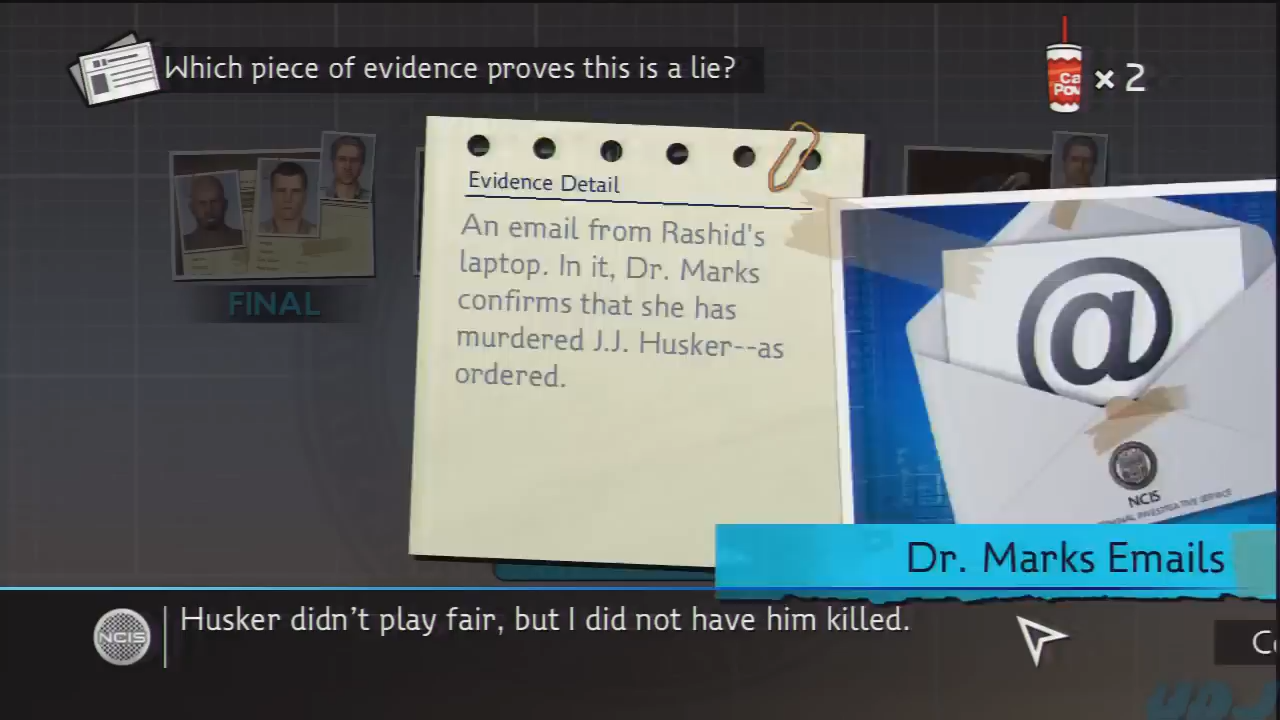 Which piece of evidence proves this is a lie?
Ca
Pow
× 2
Evidence Detail
An email from Rashid's
laptop. In it, Dr. Marks
confirms that she has
murdered J.J. Husker--as
ordered.
FINAL
@
NCIS
Dr. Marks Emails
NCIS
Husker didn't play fair, but I did not have him killed.